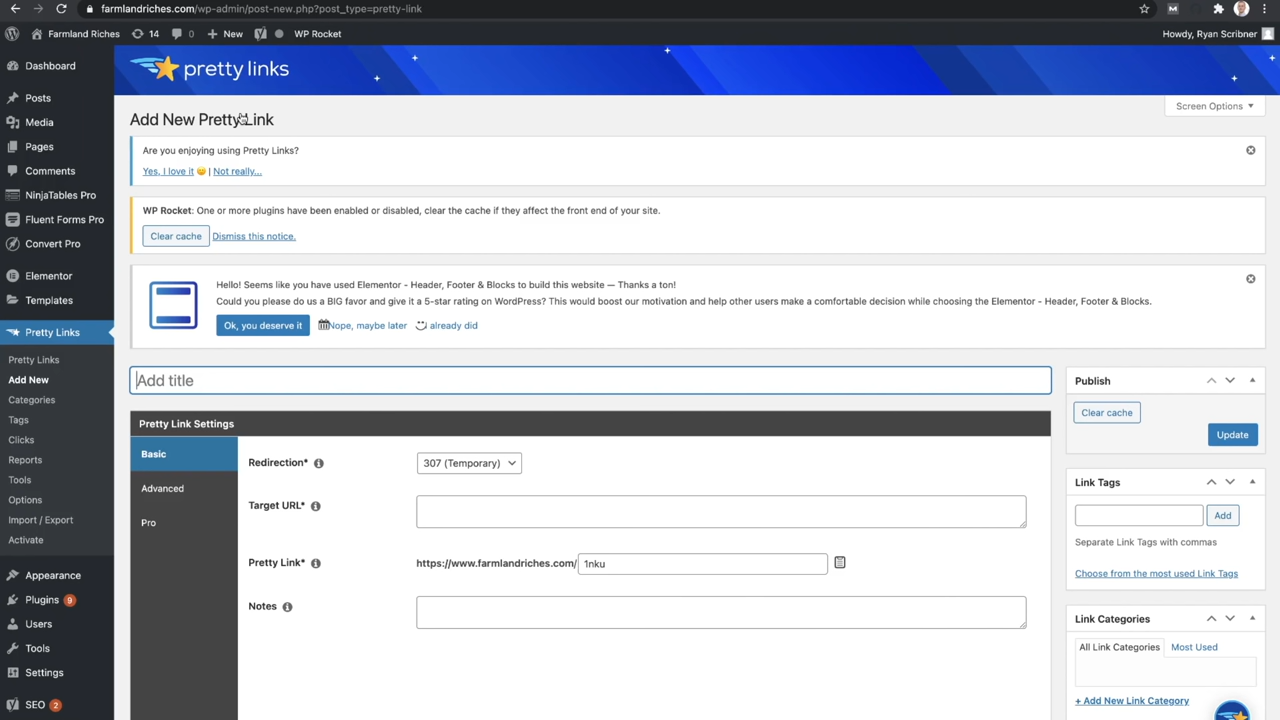 farmlandriches.com/wp-admin/post-new.php?post_type=pretty-link
Farmland Riches
14
0
New
WP Rocket
Howdy, Ryan Scribner
Dashboard
Posts
Media
Pages
Comments
NinjaTables Pro
Fluent Forms Pro
Convert Pro
Elementor
Templates
Pretty Links
Pretty Links
Add New
Categories
Tags
Clicks
Reports
Tools
Options
Import / Export
Activate
Appearance
Plugins 9
Users
Tools
Settings
SEO 2
pretty links
Screen Options
Add New Pretty Link
Are you enjoying using Pretty Links?
Yes, I love it 😀 | Not really...
WP Rocket: One or more plugins have been enabled or disabled, clear the cache if they affect the front end of your site.
Clear cache Dismiss this notice.
Hello! Seems like you have used Elementor - Header, Footer & Blocks to build this website — Thanks a ton!
Could you please do us a BIG favor and give it a 5-star rating on WordPress? This would boost our motivation and help other users make a comfortable decision while choosing the Elementor - Header, Footer & Blocks.
Ok, you deserve it Nope, maybe later I already did
Add title
Pretty Link Settings
Basic
Advanced
Pro
Redirection* 307 (Temporary)
Target URL*
Pretty Link* https://www.farmlandriches.com/ 1nku
Notes
Publish
Clear cache
Update
Link Tags
Add
Separate Link Tags with commas
Choose from the most used Link Tags
Link Categories
All Link Categories Most Used
+ Add New Link Category